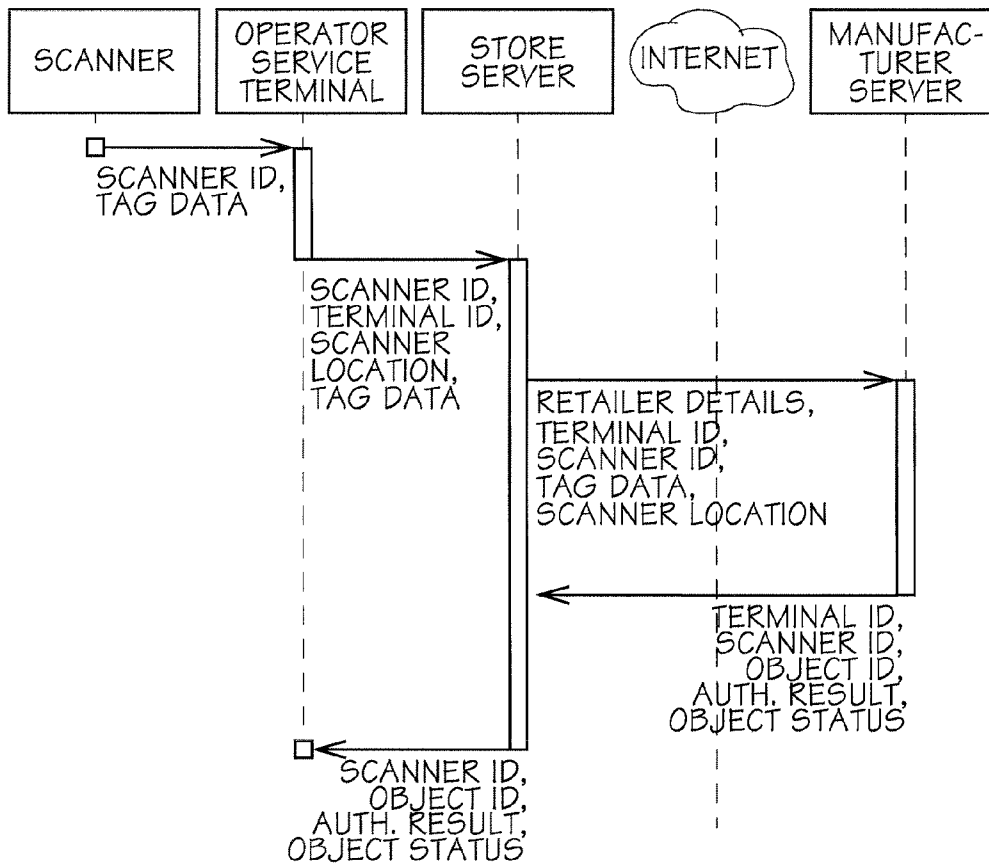 SCANNER
OPERATOR
SERVICE
TERMINAL
STORE
SERVER
INTERNET
MANUFAC-
TURER
SERVER
SCANNER ID,
TAG DATA
SCANNER ID,
TERMINAL ID,
SCANNER
LOCATION,
TAG DATA
RETAILER DETAILS,
TERMINAL ID,
SCANNER ID,
TAG DATA,
SCANNER LOCATION
TERMINAL ID,
SCANNER ID,
OBJECT ID,
AUTH. RESULT,
OBJECT STATUS
SCANNER ID,
OBJECT ID,
AUTH. RESULT,
OBJECT STATUS